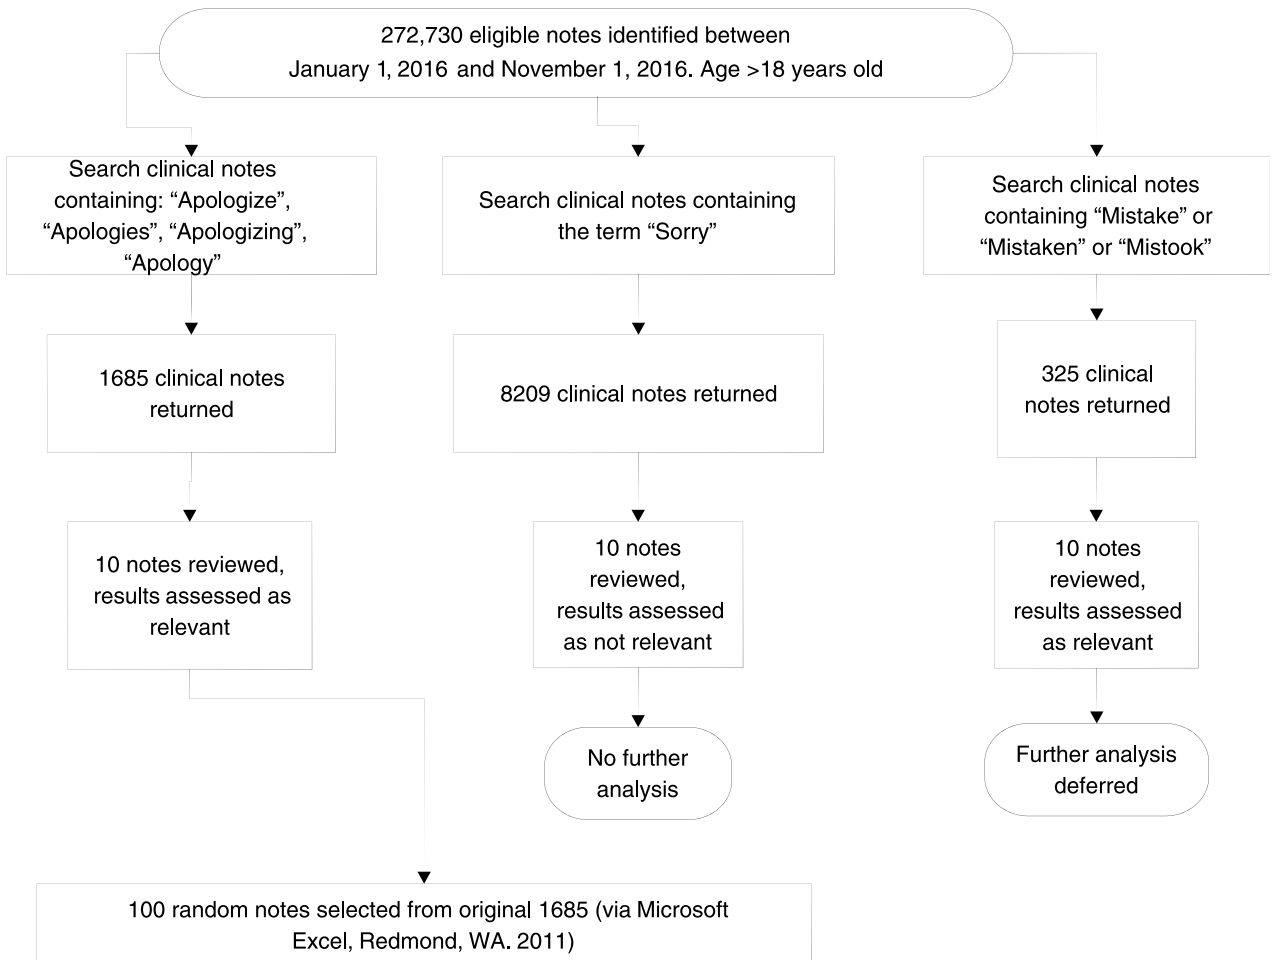 272,730 eligible notes identified between
January 1, 2016 and November 1, 2016. Age >18 years old
Search clinical notes
containing: “Apologize”,
“Apologies”, “Apologizing”,
“Apology”
Search clinical notes containing
the term “Sorry”
Search clinical notes
containing “Mistake” or
“Mistaken” or “Mistook”
1685 clinical notes
returned
8209 clinical notes returned
325 clinical
notes returned
10 notes reviewed,
results assessed as
relevant
10 notes
reviewed,
results assessed
as not relevant
10 notes
reviewed,
results assessed
as relevant
No further
analysis
Further analysis
deferred
100 random notes selected from original 1685 (via Microsoft
Excel, Redmond, WA. 2011)